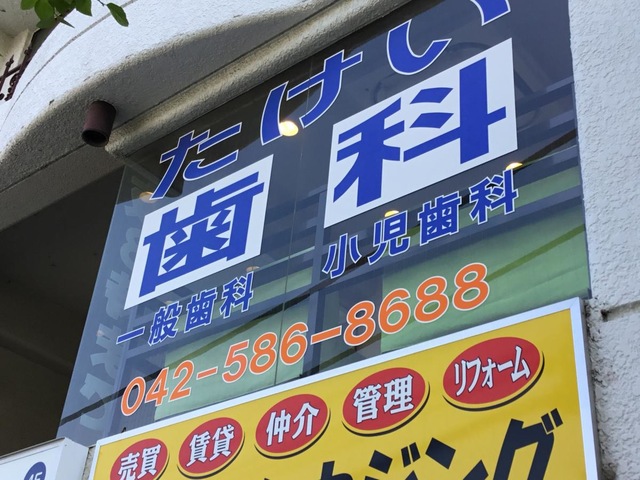 たけい
歯科
一般歯科 小児歯科
042-586-8688
売買 賃貸 仲介 管理 リフォーム
ジング
15